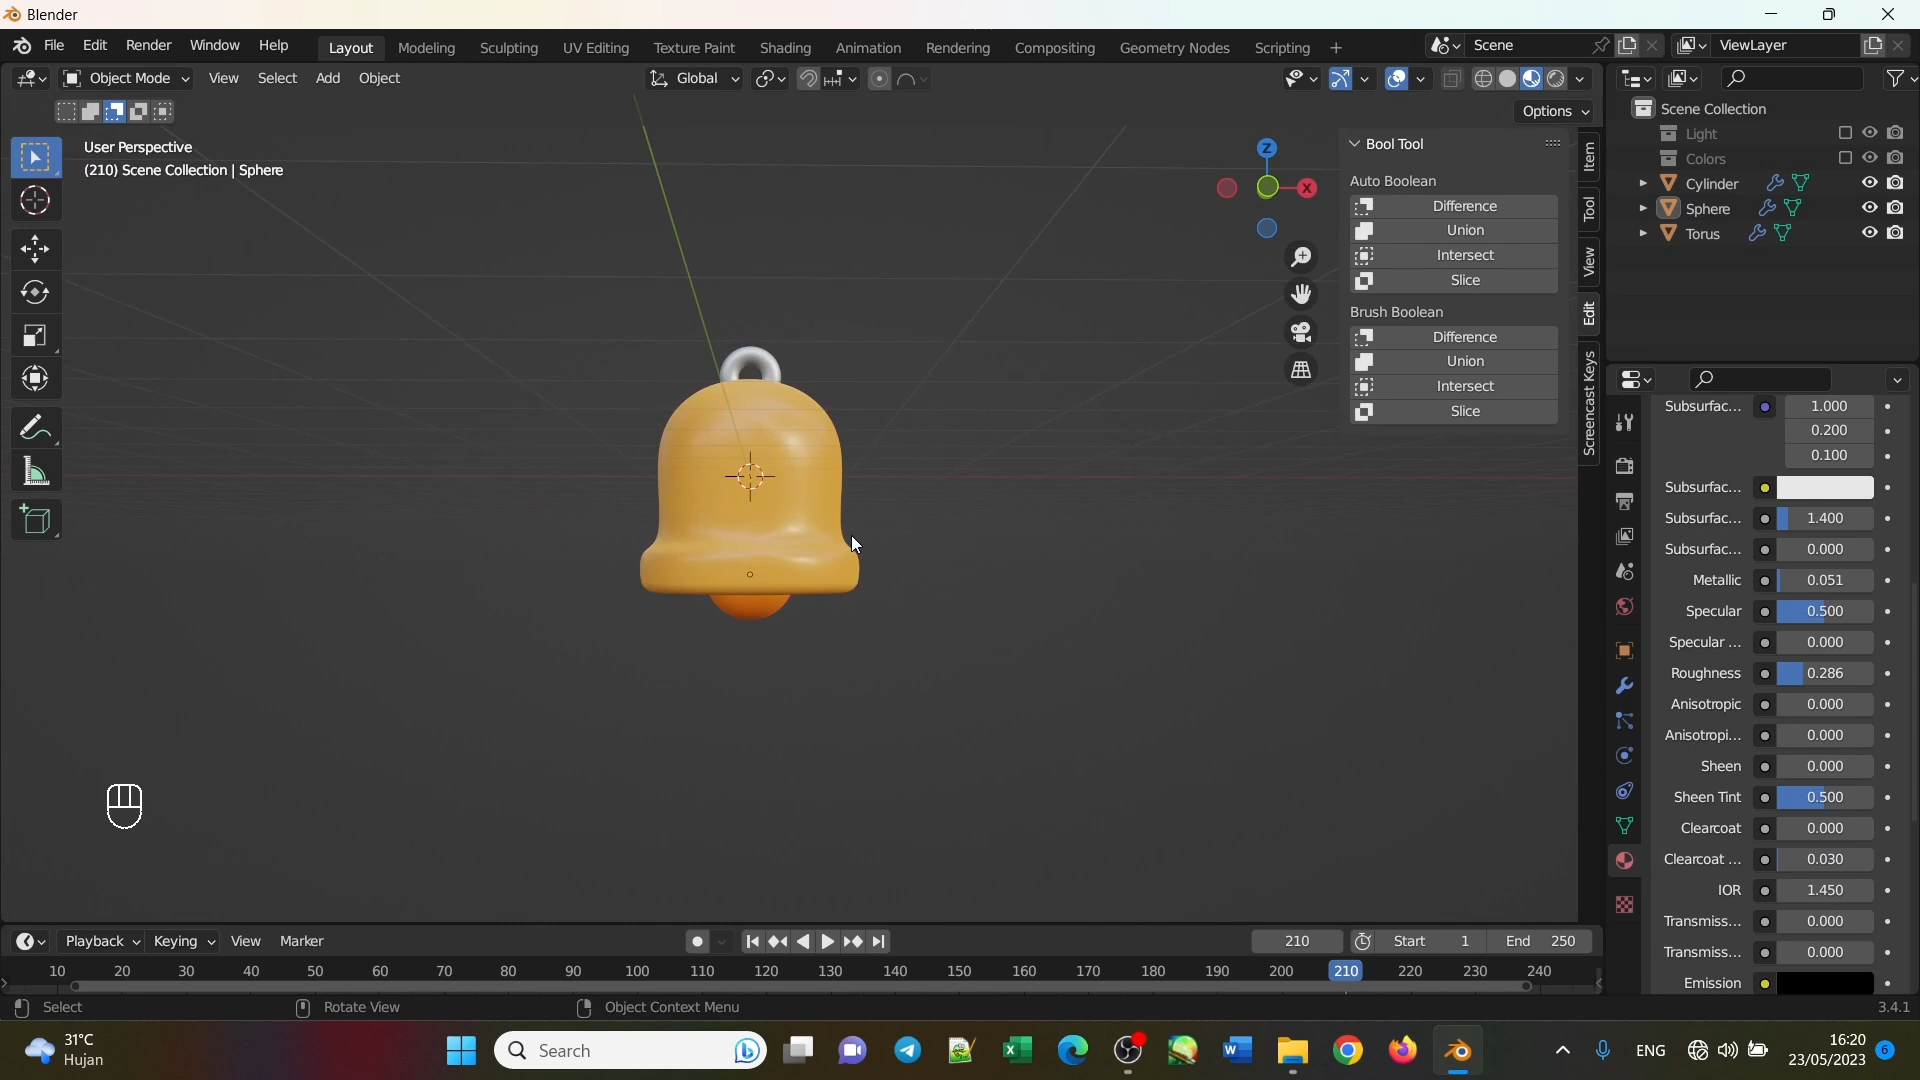 Blender
File Edit Render Window Help Layout Modeling Sculpting UV Editing Texture Paint Shading Animation Rendering Compositing Geometry Nodes Scripting + Scene ViewLayer
Object Mode View Select Add Object Global
Options
User Perspective
(210) Scene Collection | Sphere
Z
X
Bool Tool
Auto Boolean
Difference
Union
Intersect
Slice
Brush Boolean
Difference
Union
Intersect
Slice
Item
Tool
View
Edit
Screencast Keys
Scene Collection
Light
Colors
Cylinder
Sphere
Torus
Subsurfac... 1.000
0.200
0.100
Subsurfac...
Subsurfac... 1.400
Subsurfac... 0.000
Metallic 0.051
Specular 0.500
Specular ... 0.000
Roughness 0.286
Anisotropic 0.000
Anisotropi... 0.000
Sheen 0.000
Sheen Tint 0.500
Clearcoat 0.000
Clearcoat ... 0.030
IOR 1.450
Transmiss... 0.000
Transmiss... 0.000
Emission
Playback Keying View Marker 210 Start 1 End 250
10 20 30 40 50 60 70 80 90 100 110 120 130 140 150 160 170 180 190 200 210 220 230 240
Select Rotate View Object Context Menu 3.4.1
31°C
Hujan
Search
ENG
16:20
23/05/2023
6